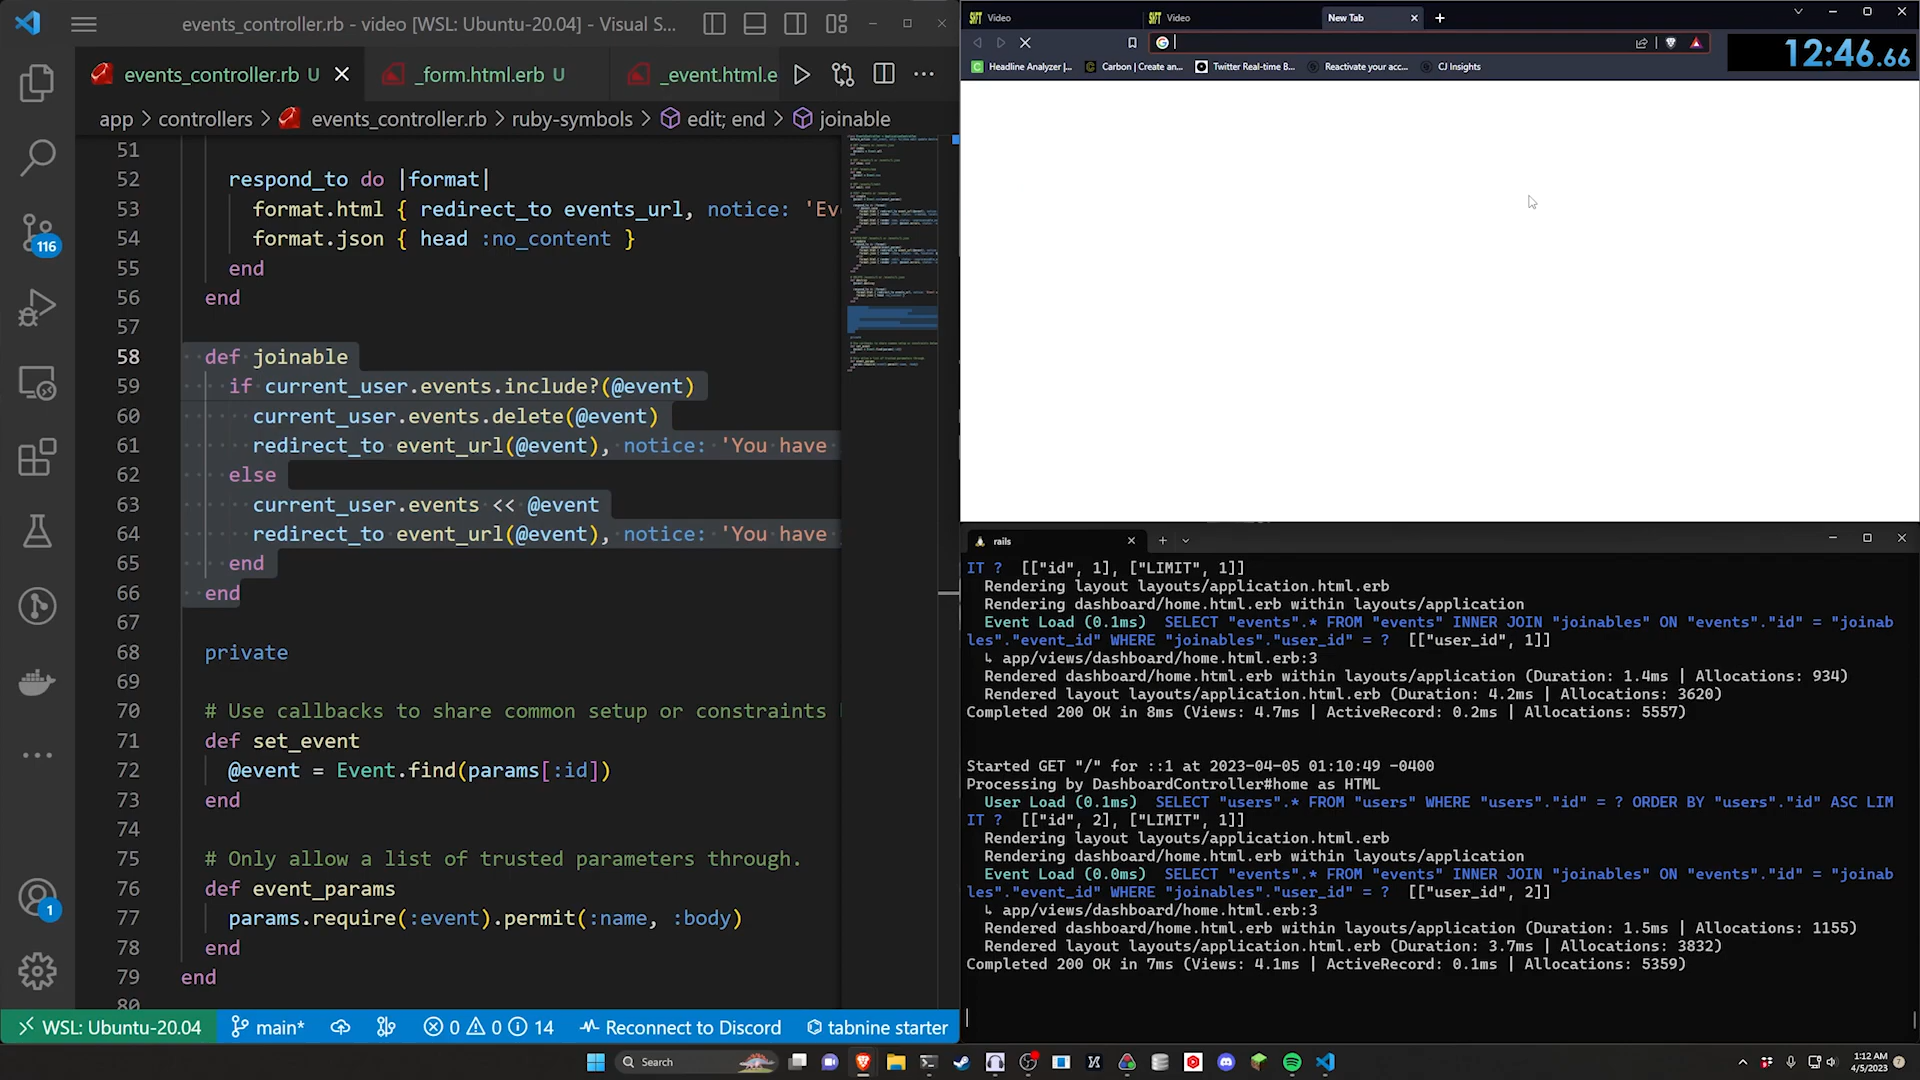 events_controller.rb - video [WSL: Ubuntu-20.04] - Visual S...
events_controller.rb U
_form.html.erb U
_event.html.e
app > controllers > events_controller.rb > ruby-symbols > edit; end > joinable
51
52 respond_to do |format|
53 format.html { redirect_to events_url, notice: 'Ev
54 format.json { head :no_content }
55 end
56 end
57
58 def joinable
59 if current_user.events.include?(@event)
60 current_user.events.delete(@event)
61 redirect_to event_url(@event), notice: 'You have
62 else
63 current_user.events << @event
64 redirect_to event_url(@event), notice: 'You have
65 end
66 end
67
68 private
69
70 # Use callbacks to share common setup or constraints
71 def set_event
72 @event = Event.find(params[:id])
73 end
74
75 # Only allow a list of trusted parameters through.
76 def event_params
77 params.require(:event).permit(:name, :body)
78 end
79 end
80
116
1
WSL: Ubuntu-20.04
main*
0 0 14
Reconnect to Discord
tabnine starter
Video
Video
New Tab
Headline Analyzer |...
Carbon | Create an...
Twitter Real-time B...
Reactivate your acc...
CJ Insights
12:46.66
rails
IT ? [["id", 1], ["LIMIT", 1]]
Rendering layout layouts/application.html.erb
Rendering dashboard/home.html.erb within layouts/application
Event Load (0.1ms) SELECT "events".* FROM "events" INNER JOIN "joinables" ON "events"."id" = "joinab
les"."event_id" WHERE "joinables"."user_id" = ? [["user_id", 1]]
↳ app/views/dashboard/home.html.erb:3
Rendered dashboard/home.html.erb within layouts/application (Duration: 1.4ms | Allocations: 934)
Rendered layout layouts/application.html.erb (Duration: 4.2ms | Allocations: 3620)
Completed 200 OK in 8ms (Views: 4.7ms | ActiveRecord: 0.2ms | Allocations: 5557)
Started GET "/" for ::1 at 2023-04-05 01:10:49 -0400
Processing by DashboardController#home as HTML
User Load (0.1ms) SELECT "users".* FROM "users" WHERE "users"."id" = ? ORDER BY "users"."id" ASC LIM
IT ? [["id", 2], ["LIMIT", 1]]
Rendering layout layouts/application.html.erb
Rendering dashboard/home.html.erb within layouts/application
Event Load (0.0ms) SELECT "events".* FROM "events" INNER JOIN "joinables" ON "events"."id" = "joinab
les"."event_id" WHERE "joinables"."user_id" = ? [["user_id", 2]]
↳ app/views/dashboard/home.html.erb:3
Rendered dashboard/home.html.erb within layouts/application (Duration: 1.5ms | Allocations: 1155)
Rendered layout layouts/application.html.erb (Duration: 3.7ms | Allocations: 3832)
Completed 200 OK in 7ms (Views: 4.1ms | ActiveRecord: 0.1ms | Allocations: 5359)
Search
1:12 AM
4/5/2023